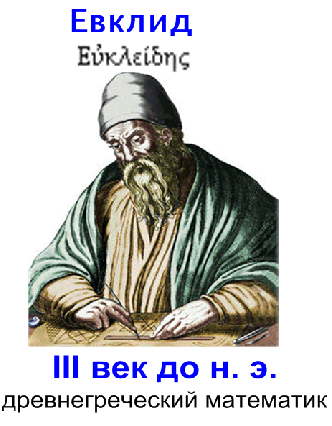 Евклид
Εὐκλείδης
III век до н. э.
древнегреческий математик